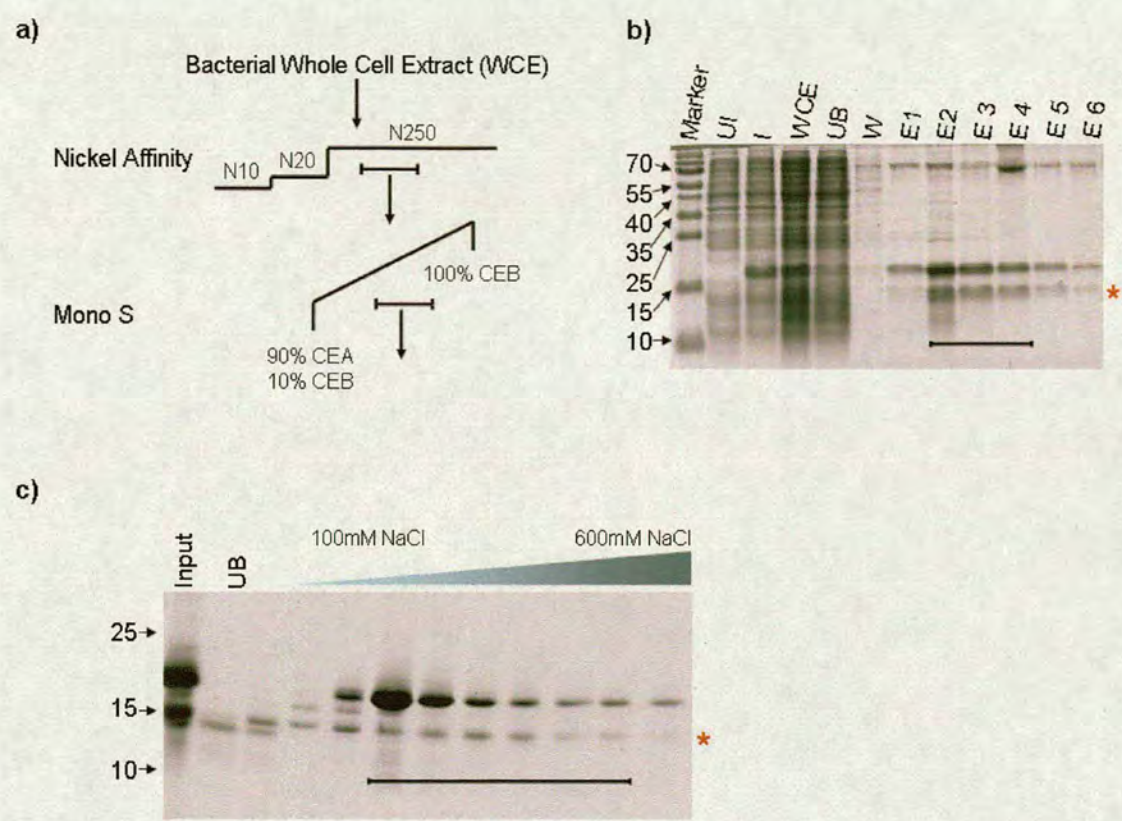 a)
Bacterial Whole Cell Extract (WCE)
Nickel Affinity
N10
N20
N250
Mono S
100% CEB
90% CEA
10% CEB
b)
Marker
UI
I
WCE
UB
W
E1
E2
E 3
E 4
E 5
E 6
70
55
40
35
25
15
10
*
c)
Input
UB
100mM NaCl
600mM NaCl
25
15
10
*